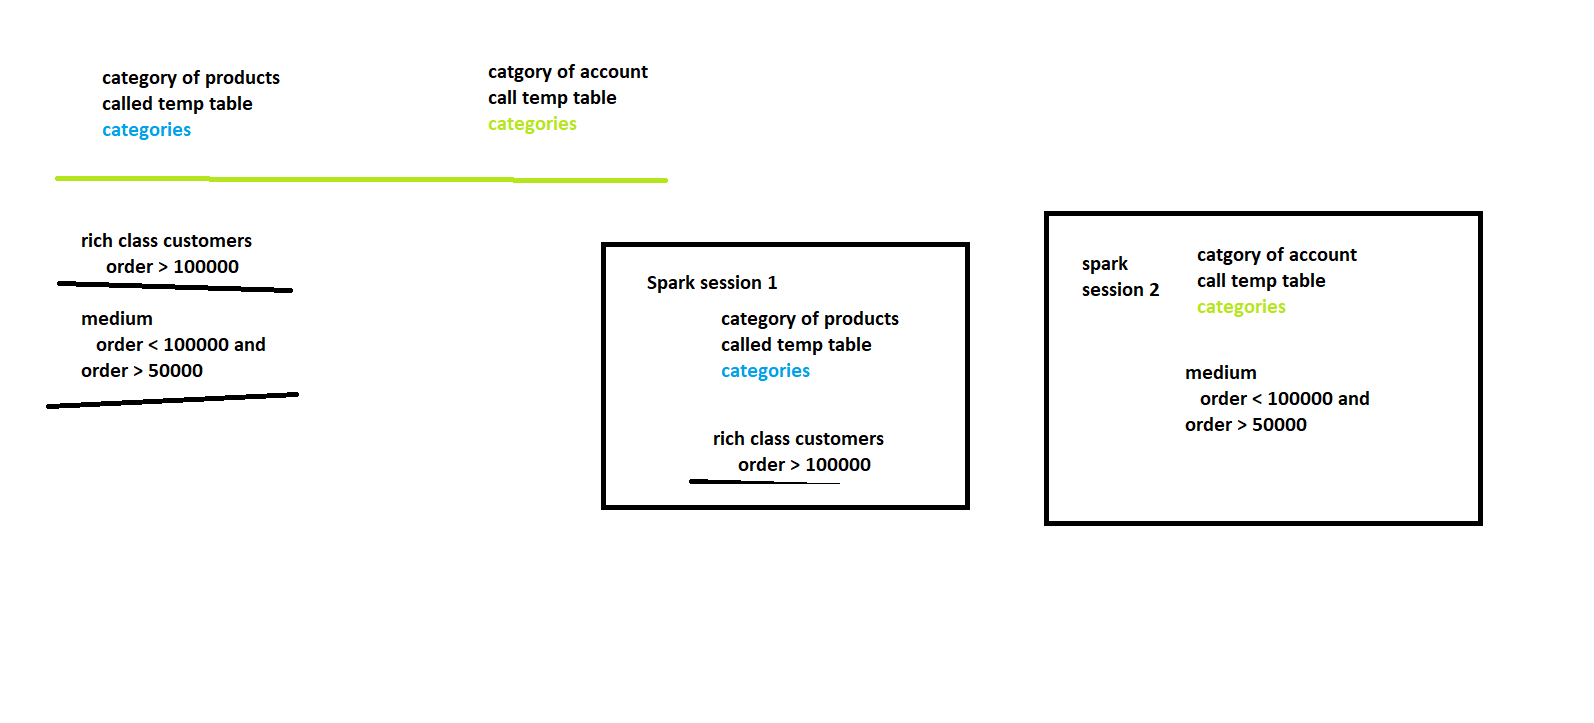 category of products
called temp table
categories
catgory of account
call temp table
categories
rich class customers
order > 100000
medium
order < 100000 and
order > 50000
Spark session 1
category of products
called temp table
categories
rich class customers
order > 100000
spark
session 2
catgory of account
call temp table
categories
medium
order < 100000 and
order > 50000